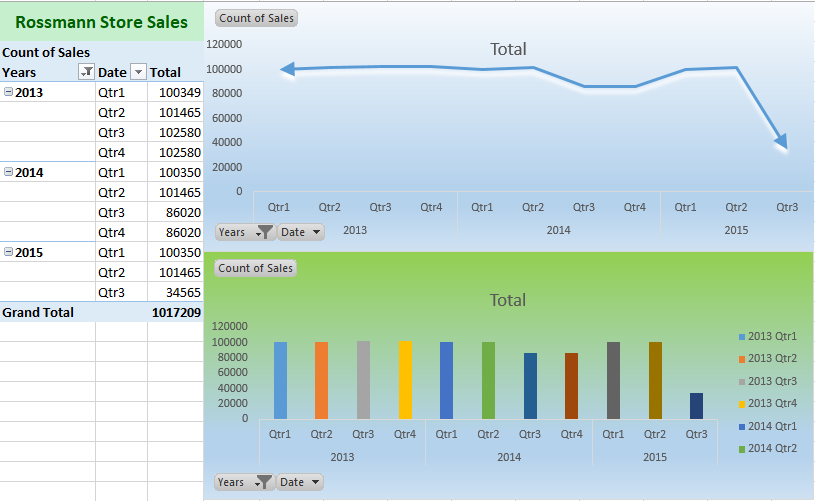 Rossmann Store Sales
Count of Sales
Years Date Total
2013 Qtr1 100349
Qtr2 101465
Qtr3 102580
Qtr4 102580
2014 Qtr1 100350
Qtr2 101465
Qtr3 86020
Qtr4 86020
2015 Qtr1 100350
Qtr2 101465
Qtr3 34565
Grand Total 1017209
Count of Sales
Total
120000
100000
80000
60000
40000
20000
0
Qtr1 Qtr2 Qtr3 Qtr4 Qtr1 Qtr2 Qtr3 Qtr4 Qtr1 Qtr2 Qtr3
2013 2014 2015
Years Date
Count of Sales
Total
120000
100000
80000
60000
40000
20000
0
Qtr1 Qtr2 Qtr3 Qtr4 Qtr1 Qtr2 Qtr3 Qtr4 Qtr1 Qtr2 Qtr3
2013 2014 2015
2013 Qtr1
2013 Qtr2
2013 Qtr3
2013 Qtr4
2014 Qtr1
2014 Qtr2
Years Date